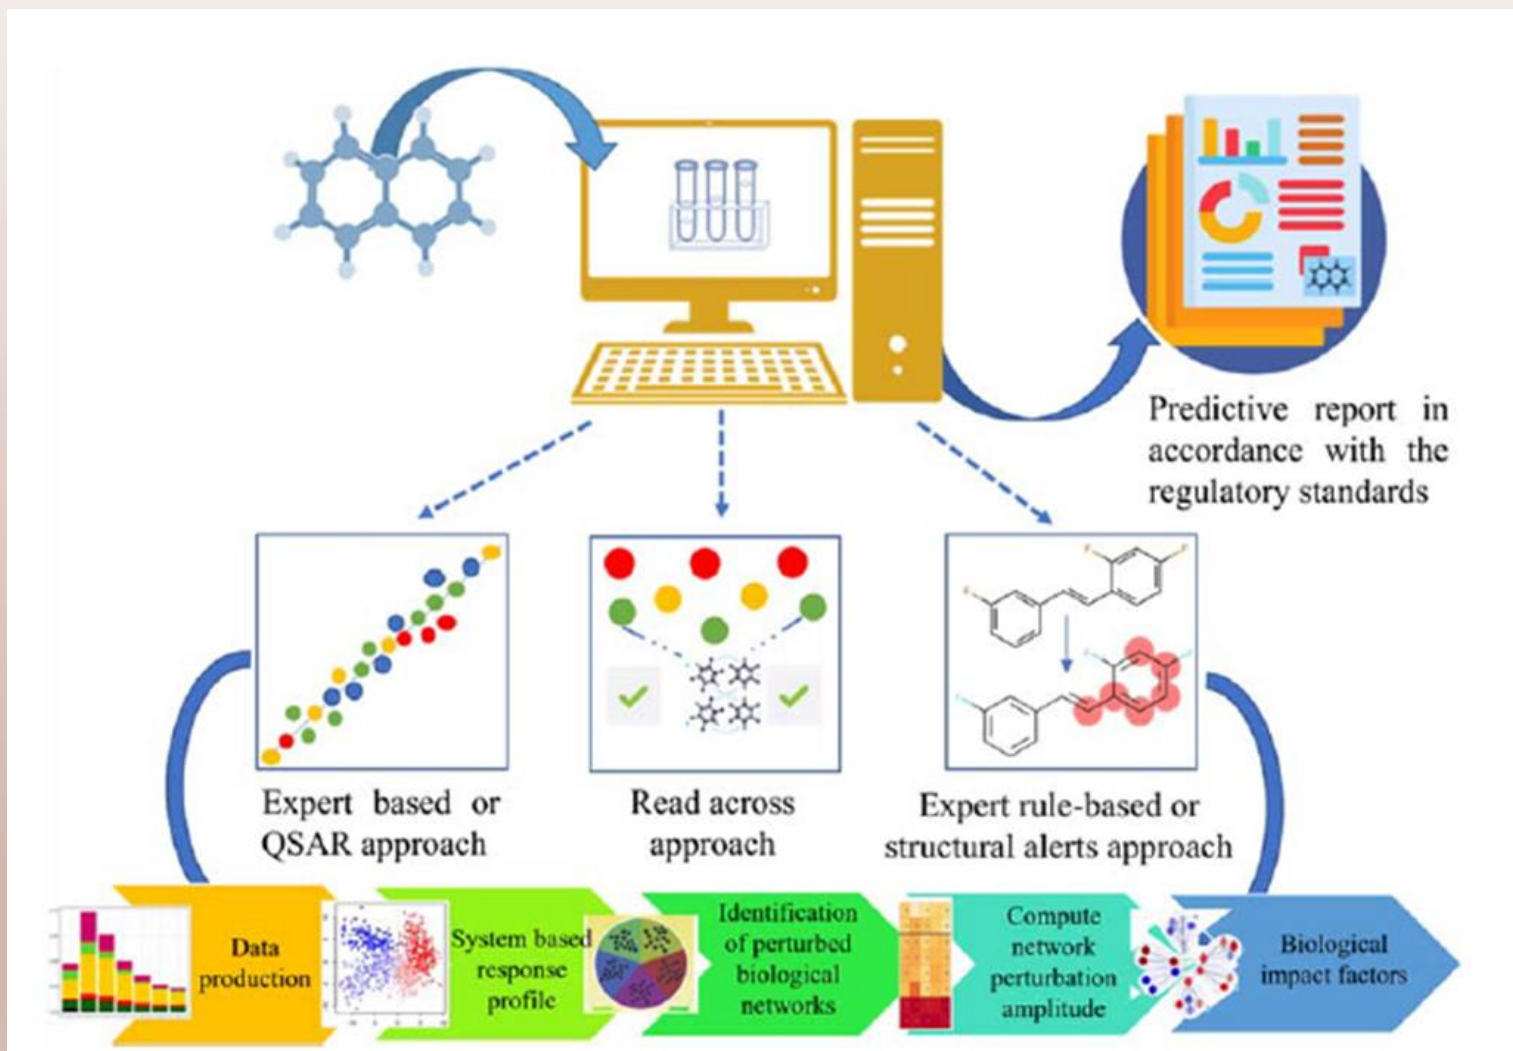 Predictive report in
accordance with the
regulatory standards
Expert based or
QSAR approach
Read across
approach
Expert rule-based or
structural alerts approach
Data
production
System based
response
profile
Identification
of perturbed
biological
networks
Compute
network
perturbation
amplitude
Biological
impact factors